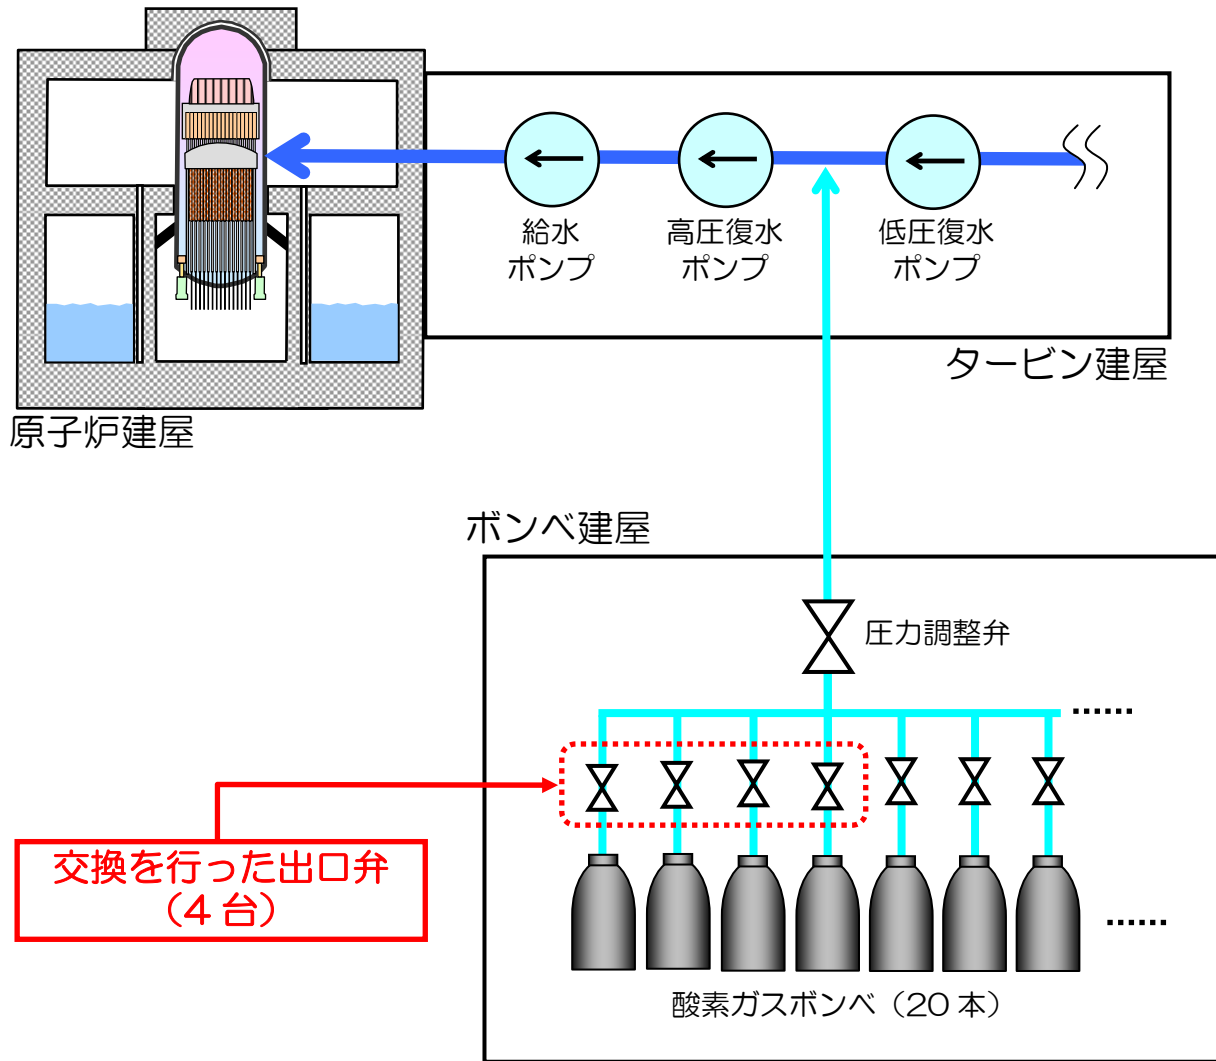 給水
ポンプ
高圧復水
ポンプ
低圧復水
ポンプ
タービン建屋
原子炉建屋
ボンベ建屋
圧力調整弁
交換を行った出口弁
（4 台）
酸素ガスボンベ（20 本）